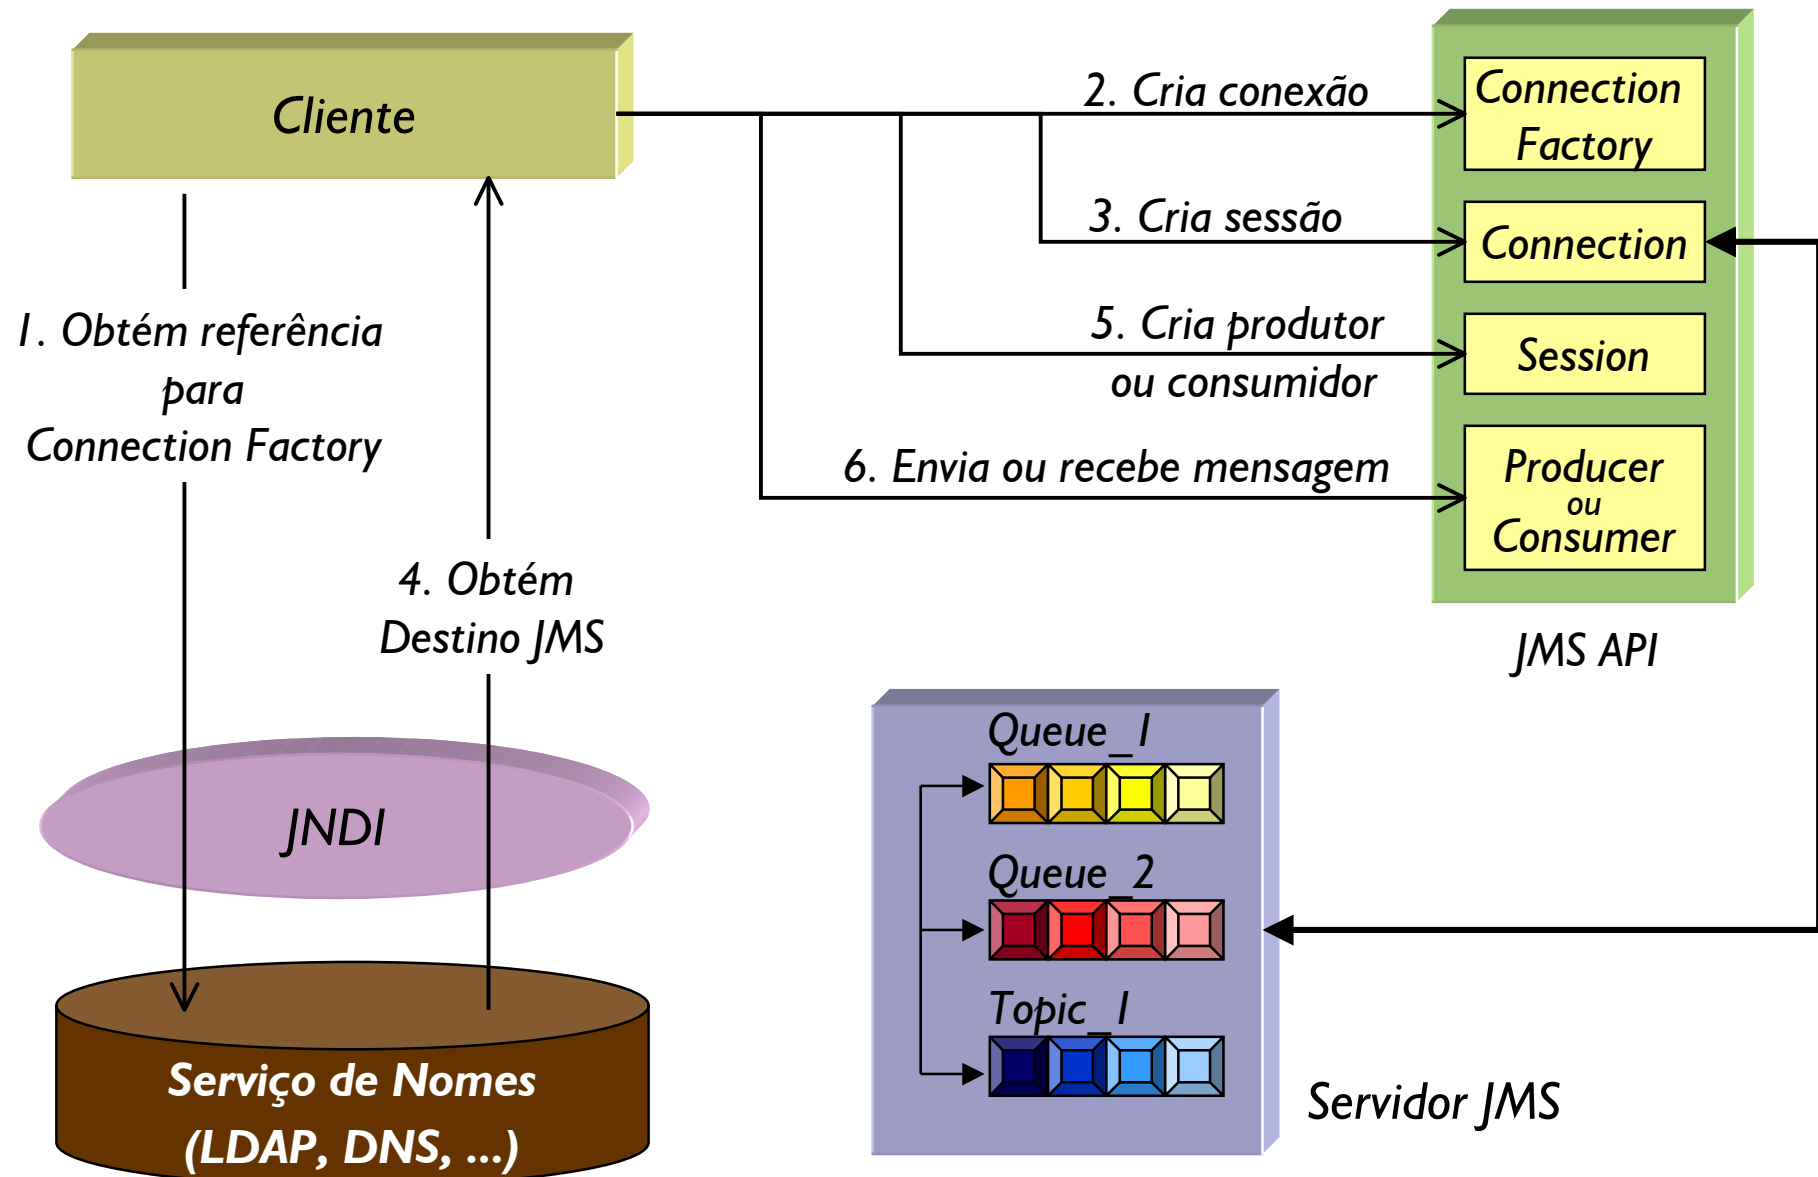 Cliente
2. Cria conexão
Connection
Factory
3. Cria sessão
Connection
1. Obtém referência
para
Connection Factory
5. Cria produtor
ou consumidor
Session
6. Envia ou recebe mensagem
Producer
ou
Consumer
4. Obtém
Destino JMS
JMS API
JNDI
Queue_1
Queue_2
Topic_1
Servidor JMS
Serviço de Nomes
(LDAP, DNS, ...)